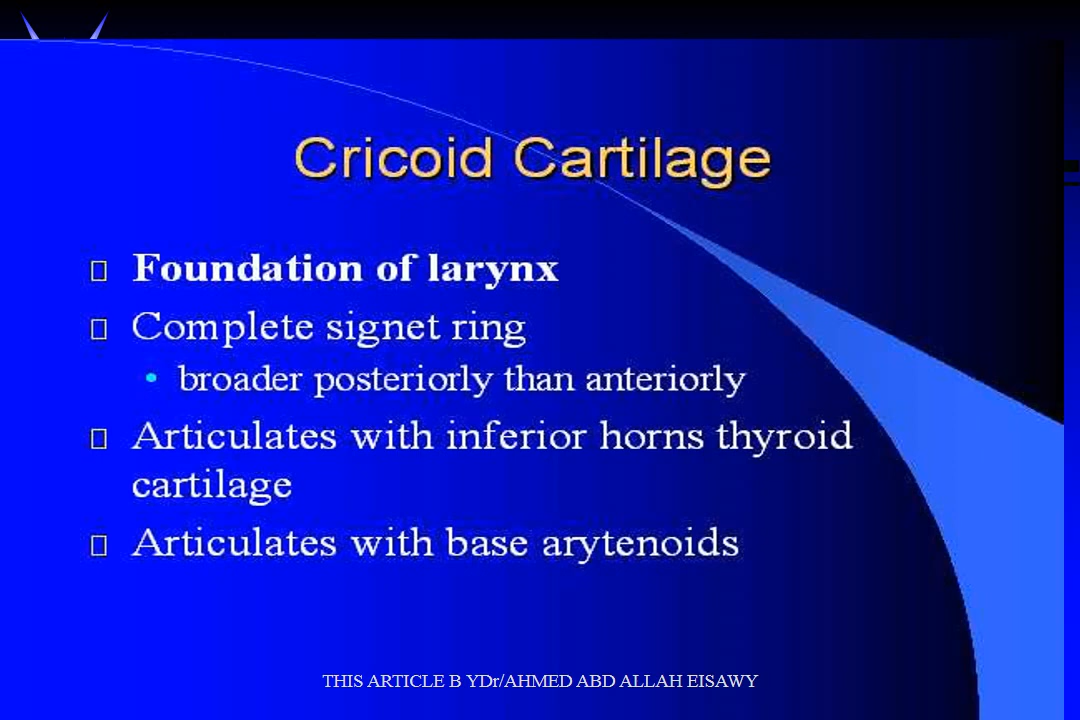 Cricoid Cartilage
Foundation of larynx
Complete signet ring
• broader posteriorly than anteriorly
Articulates with inferior horns thyroid
cartilage
Articulates with base arytenoids
THIS ARTICLE B YDr/AHMED ABD ALLAH EISAWY